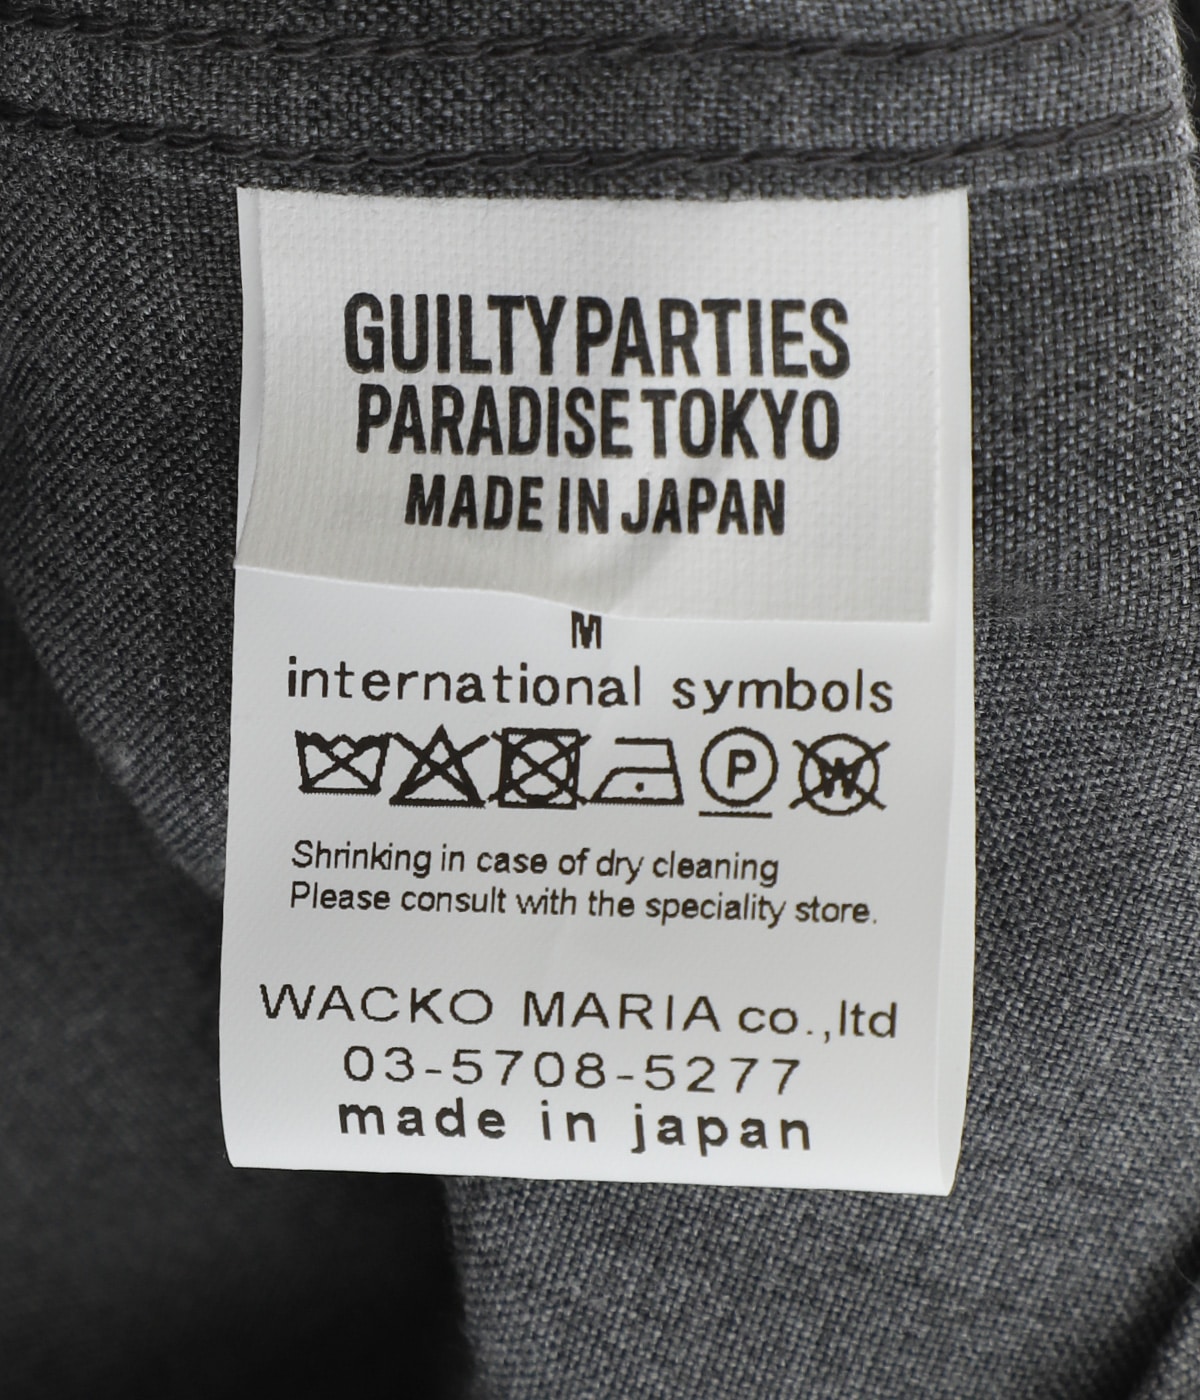 GUILTY PARTIES
PARADISE TOKYO
MADE IN JAPAN
M
international symbols
P W
Shrinking in case of dry cleaning
Please consult with the speciality store.
WACKO MARIA co.,ltd
03-5708-5277
made in japan